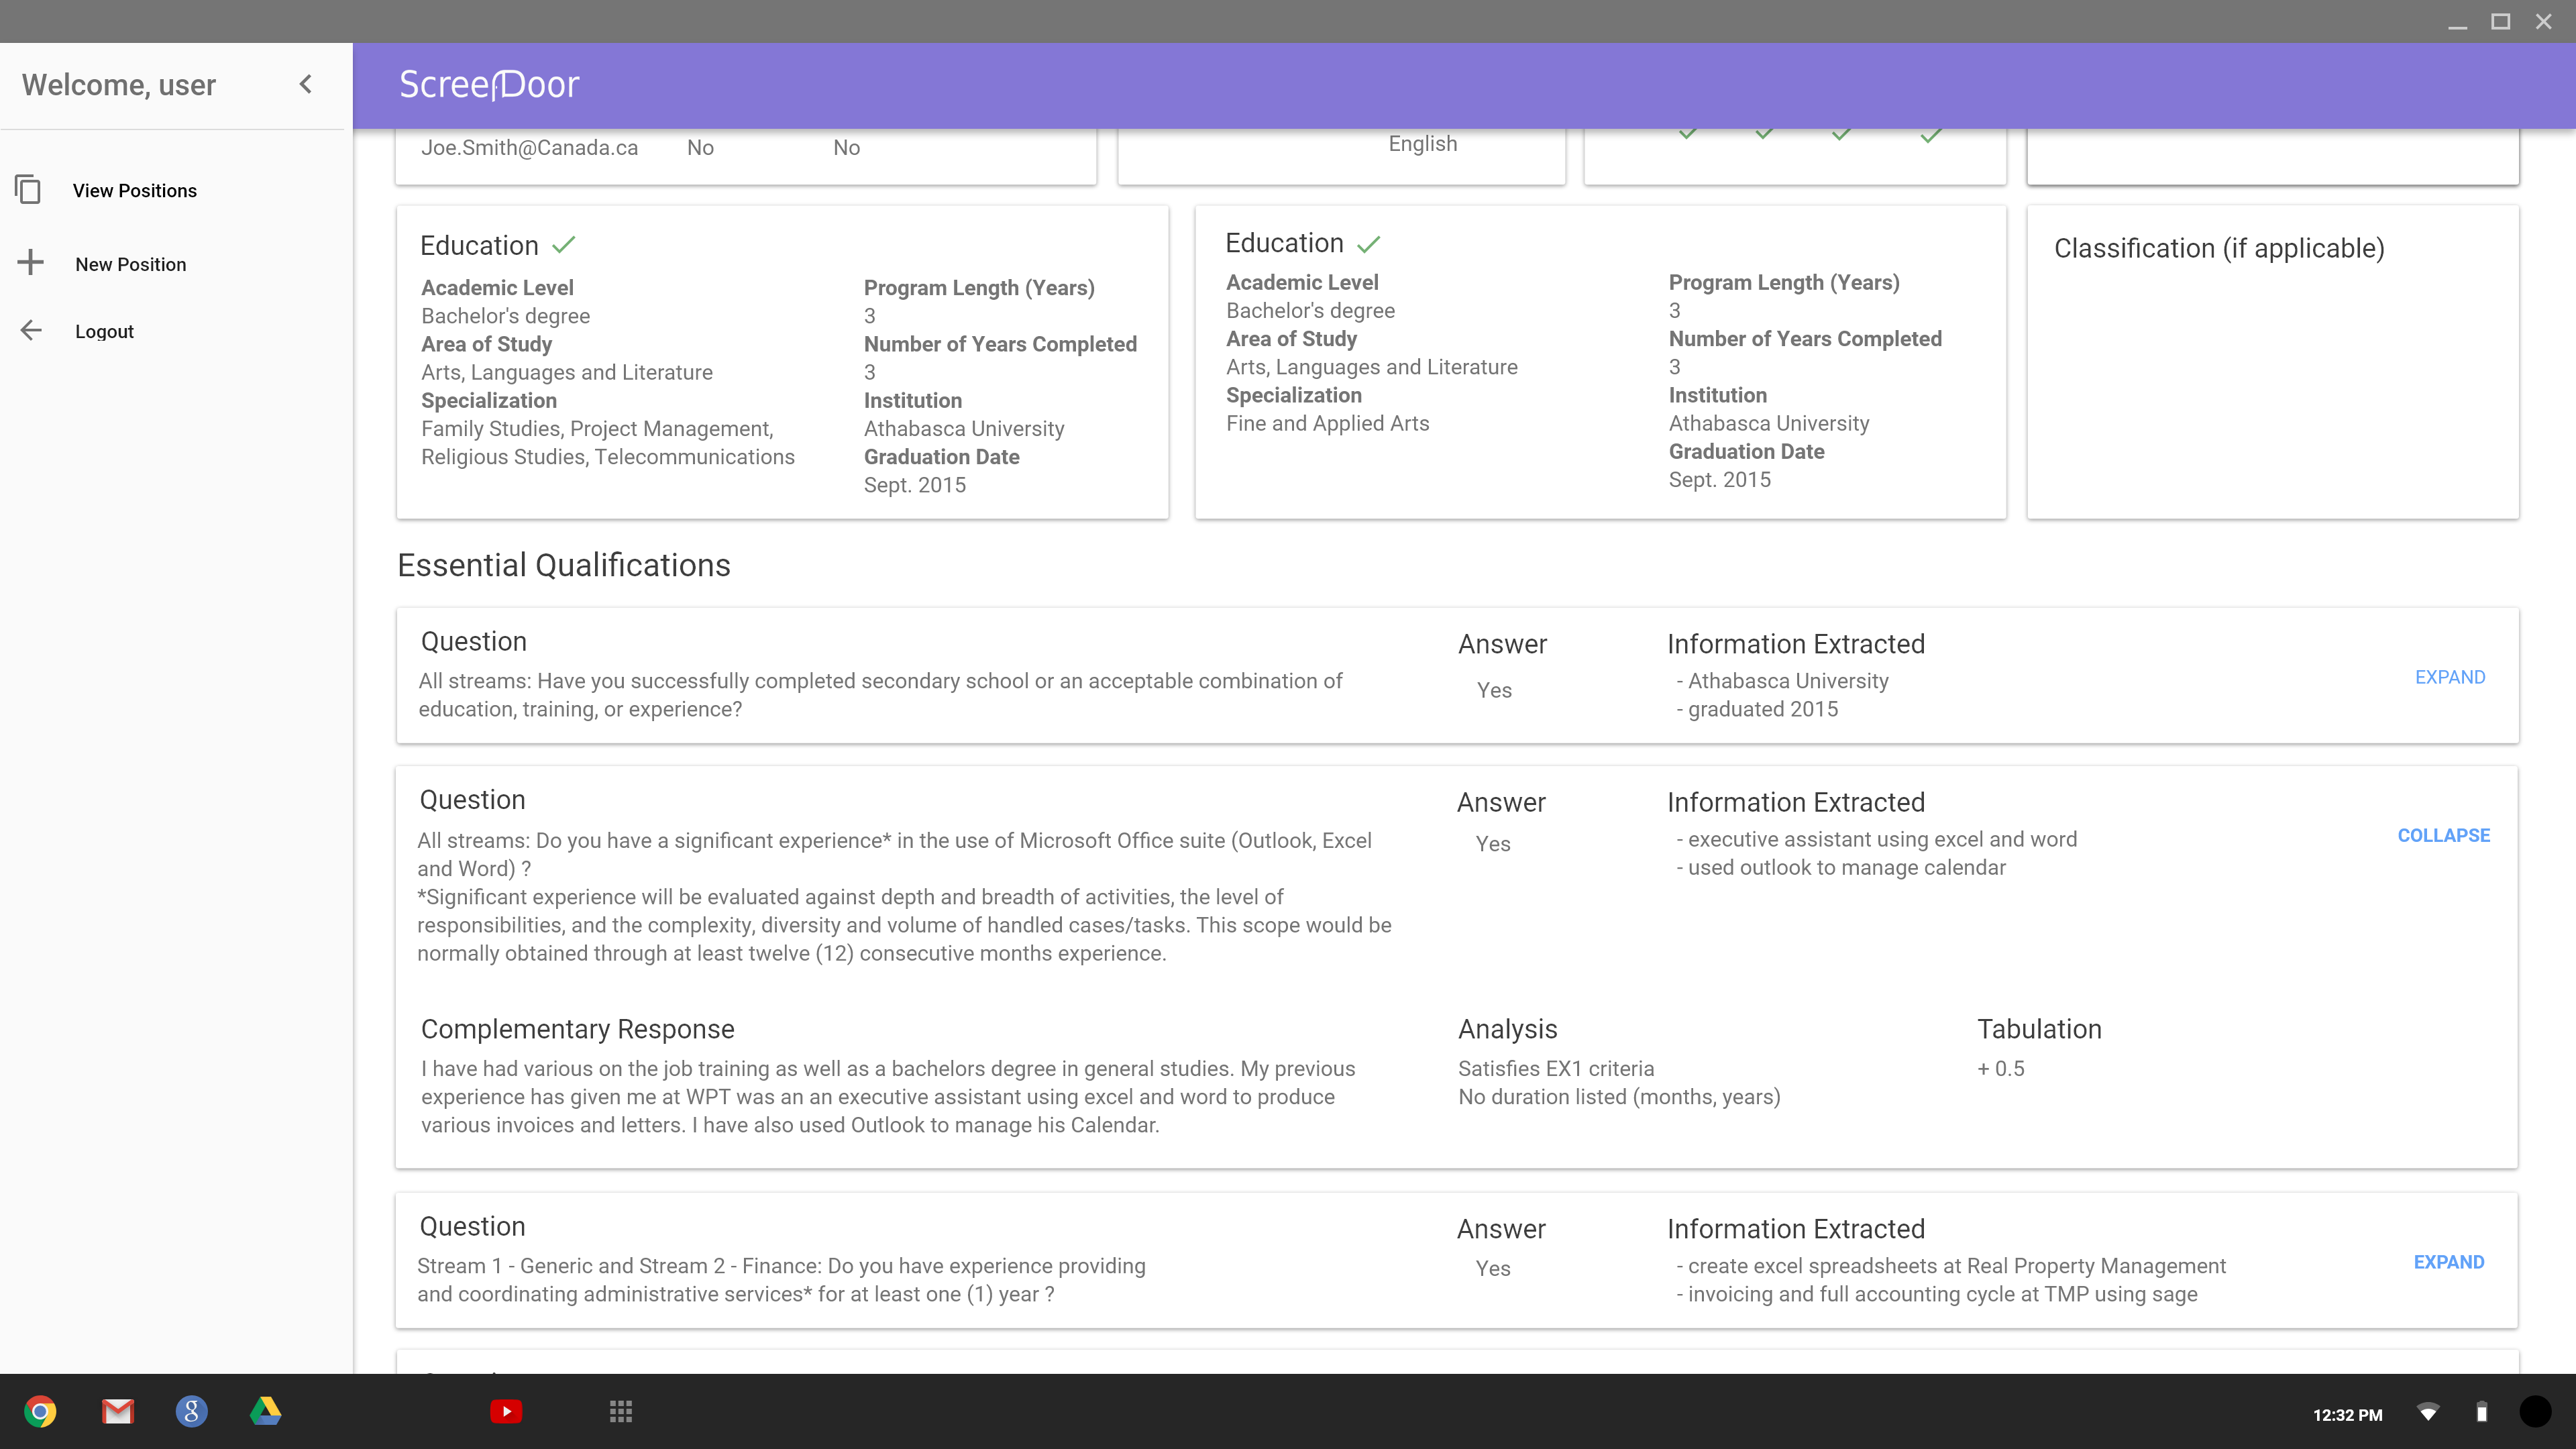 Welcome, user
ScreenDoor
View Positions
New Position
Logout
Joe.Smith@Canada.ca No No
English
Education
Academic Level
Bachelor's degree
Area of Study
Arts, Languages and Literature
Specialization
Family Studies, Project Management,
Religious Studies, Telecommunications
Program Length (Years)
3
Number of Years Completed
3
Institution
Athabasca University
Graduation Date
Sept. 2015
Education
Academic Level
Bachelor's degree
Area of Study
Arts, Languages and Literature
Specialization
Fine and Applied Arts
Program Length (Years)
3
Number of Years Completed
3
Institution
Athabasca University
Graduation Date
Sept. 2015
Classification (if applicable)
Essential Qualifications
Question
All streams: Have you successfully completed secondary school or an acceptable combination of
education, training, or experience?
Answer
Yes
Information Extracted
- Athabasca University
- graduated 2015
EXPAND
Question
All streams: Do you have a significant experience* in the use of Microsoft Office suite (Outlook, Excel
and Word) ?
*Significant experience will be evaluated against depth and breadth of activities, the level of
responsibilities, and the complexity, diversity and volume of handled cases/tasks. This scope would be
normally obtained through at least twelve (12) consecutive months experience.
Answer
Yes
Information Extracted
- executive assistant using excel and word
- used outlook to manage calendar
COLLAPSE
Complementary Response
I have had various on the job training as well as a bachelors degree in general studies. My previous
experience has given me at WPT was an an executive assistant using excel and word to produce
various invoices and letters. I have also used Outlook to manage his Calendar.
Analysis
Satisfies EX1 criteria
No duration listed (months, years)
Tabulation
+ 0.5
Question
Stream 1 - Generic and Stream 2 - Finance: Do you have experience providing
and coordinating administrative services* for at least one (1) year ?
Answer
Yes
Information Extracted
- create excel spreadsheets at Real Property Management
- invoicing and full accounting cycle at TMP using sage
EXPAND
12:32 PM